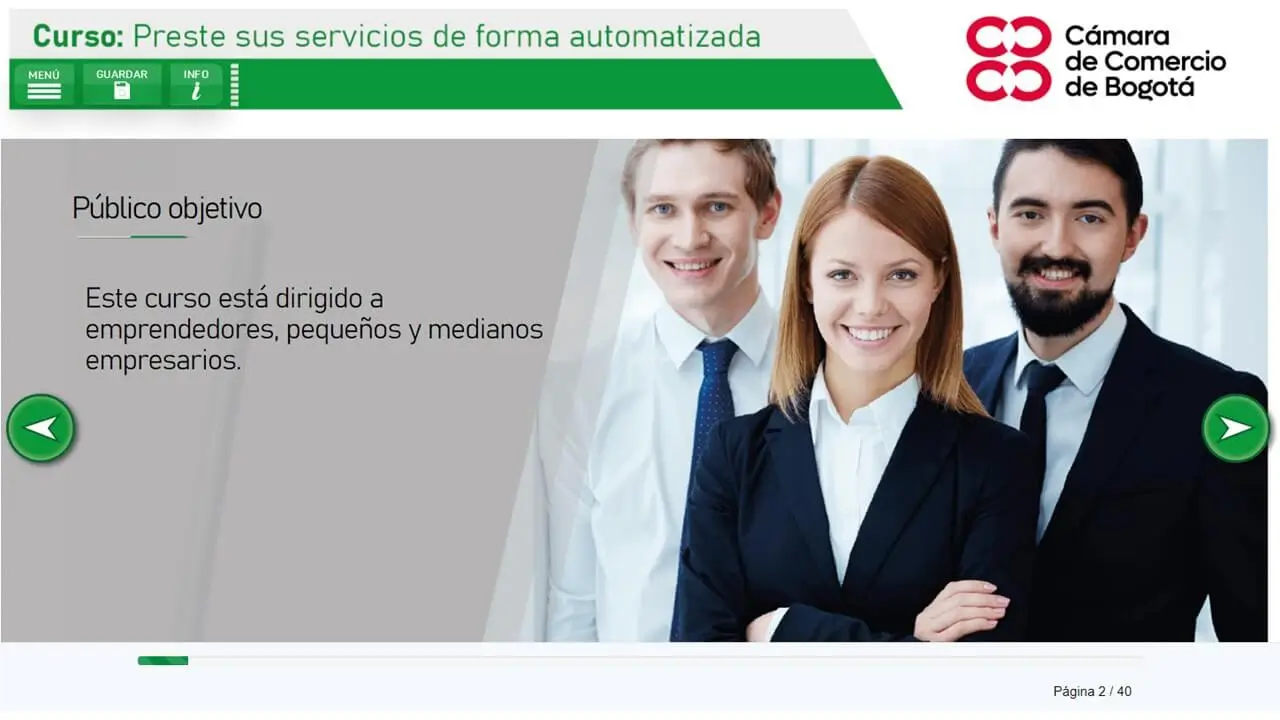 Curso: Preste sus servicios de forma automatizada
MENÚ
GUARDAR
INFO
i
Cámara
de Comercio
de Bogotá
Público objetivo
Este curso está dirigido a
emprendedores, pequeños y medianos
empresarios.
Página 2 / 40